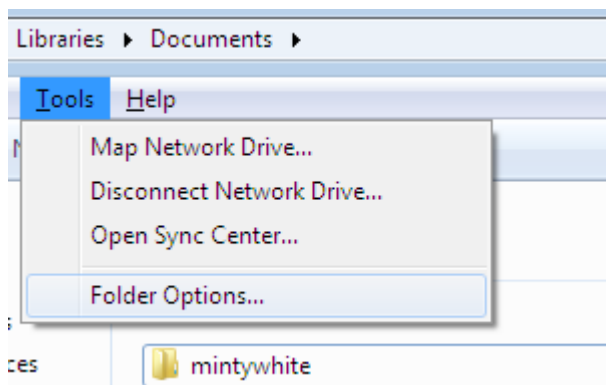 Libraries ▸ Documents ▸
Tools Help
Map Network Drive...
Disconnect Network Drive...
Open Sync Center...
Folder Options...
mintywhite